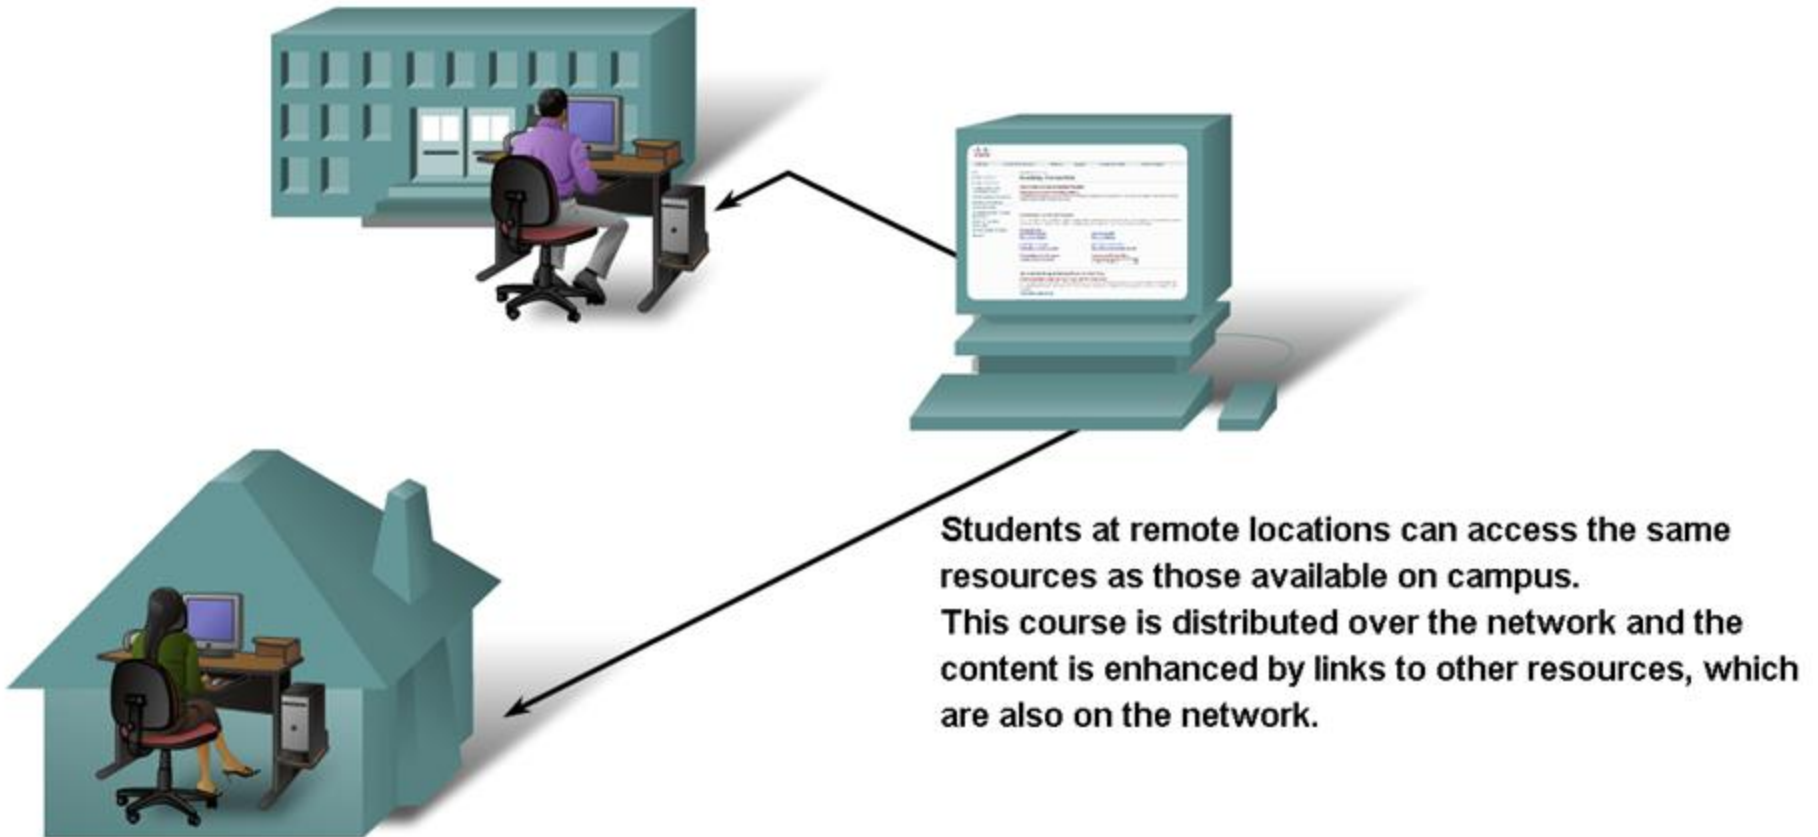 Students at remote locations can access the same
resources as those available on campus.
This course is distributed over the network and the
content is enhanced by links to other resources, which
are also on the network.